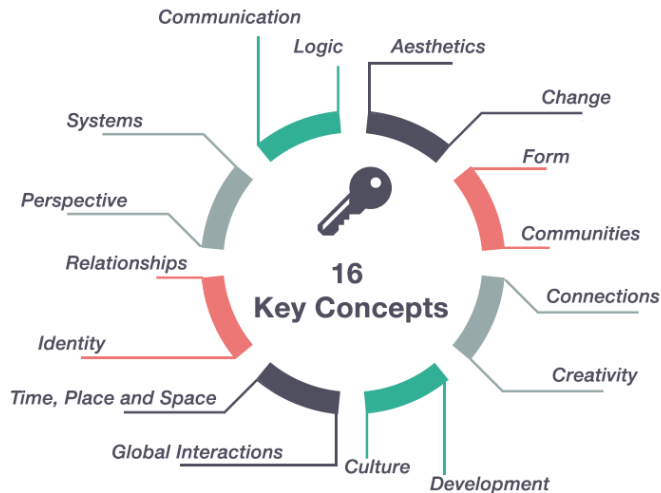 Communication
Logic
Aesthetics
Systems
Change
Form
Perspective
Communities
Relationships
16
Key Concepts
Connections
Identity
Creativity
Time, Place and Space
Global Interactions
Culture
Development